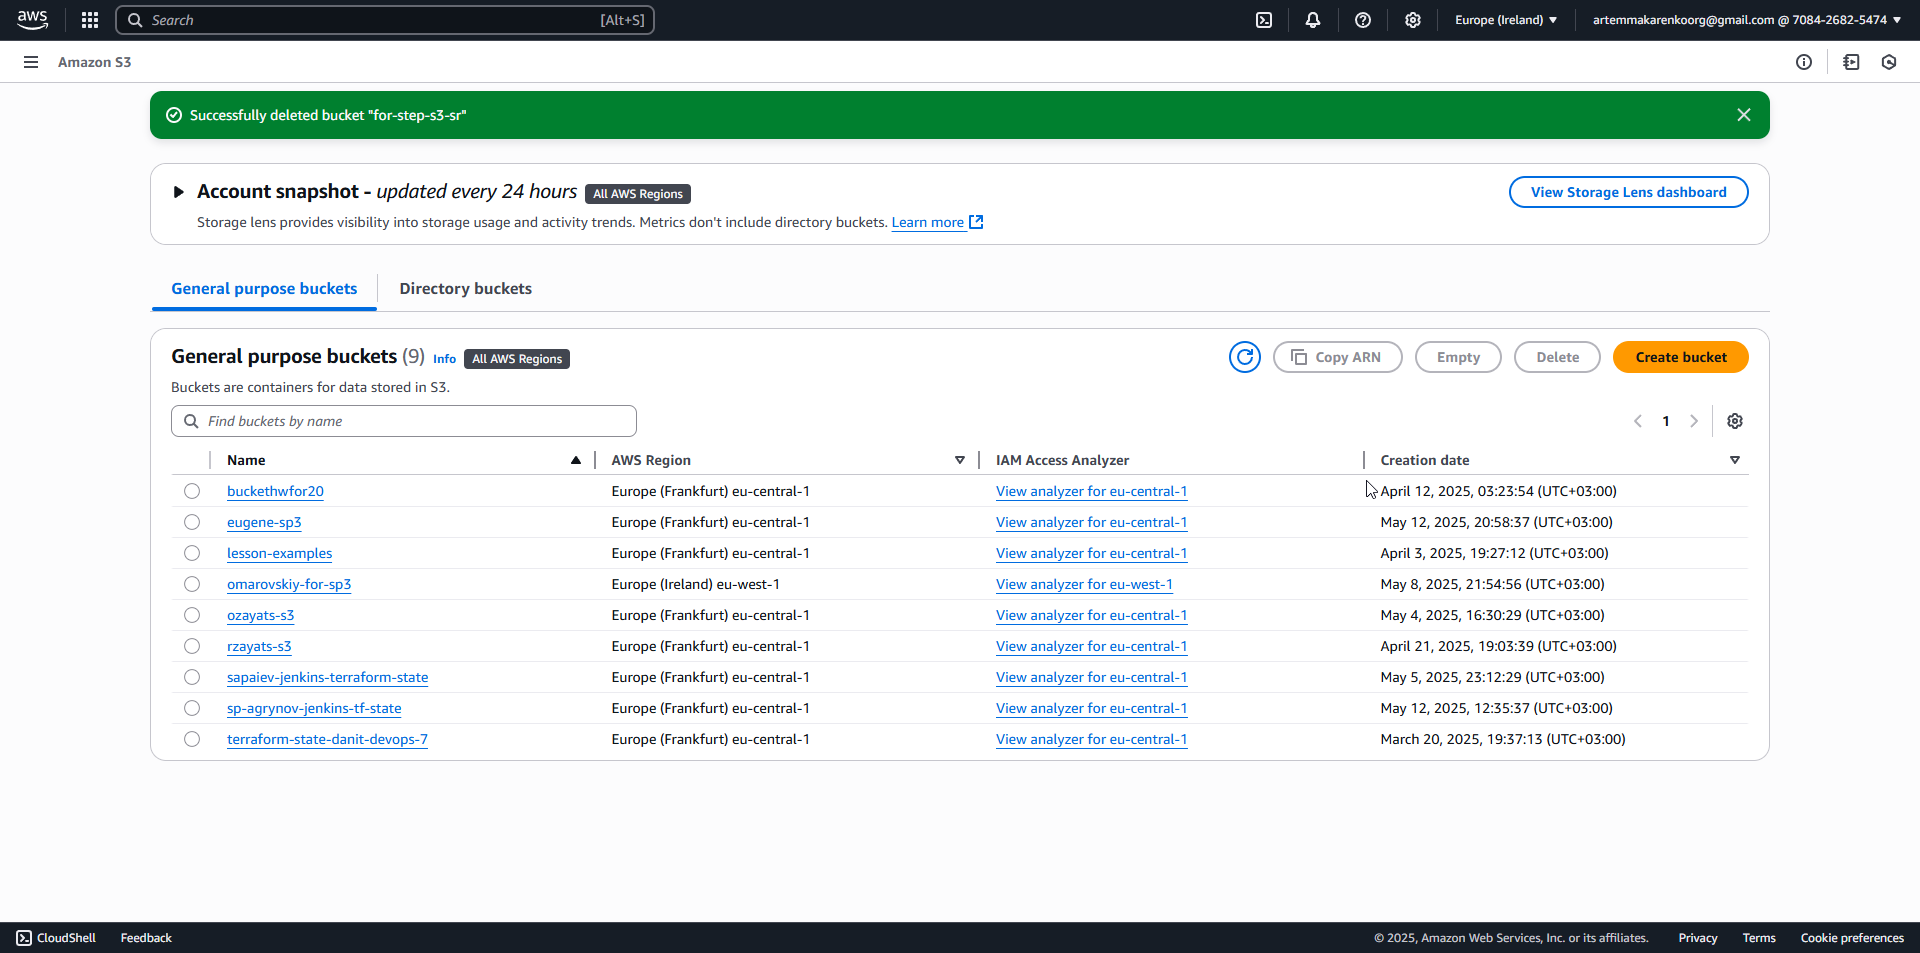 aws
Search [Alt+S]
Europe (Ireland)
artemmakarenkoorg@gmail.com @ 7084-2682-5474
Amazon S3
Successfully deleted bucket "for-step-s3-sr"
Account snapshot - updated every 24 hours All AWS Regions
View Storage Lens dashboard
Storage lens provides visibility into storage usage and activity trends. Metrics don't include directory buckets. Learn more
General purpose buckets
Directory buckets
General purpose buckets (9) Info All AWS Regions
Copy ARN
Empty
Delete
Create bucket
Buckets are containers for data stored in S3.
Find buckets by name
1
Name AWS Region IAM Access Analyzer Creation date
buckethwfor20 Europe (Frankfurt) eu-central-1 View analyzer for eu-central-1 April 12, 2025, 03:23:54 (UTC+03:00)
eugene-sp3 Europe (Frankfurt) eu-central-1 View analyzer for eu-central-1 May 12, 2025, 20:58:37 (UTC+03:00)
lesson-examples Europe (Frankfurt) eu-central-1 View analyzer for eu-central-1 April 3, 2025, 19:27:12 (UTC+03:00)
omarovskiy-for-sp3 Europe (Ireland) eu-west-1 View analyzer for eu-west-1 May 8, 2025, 21:54:56 (UTC+03:00)
ozayats-s3 Europe (Frankfurt) eu-central-1 View analyzer for eu-central-1 May 4, 2025, 16:30:29 (UTC+03:00)
rzayats-s3 Europe (Frankfurt) eu-central-1 View analyzer for eu-central-1 April 21, 2025, 19:03:39 (UTC+03:00)
sapaiev-jenkins-terraform-state Europe (Frankfurt) eu-central-1 View analyzer for eu-central-1 May 5, 2025, 23:12:29 (UTC+03:00)
sp-agrynov-jenkins-tf-state Europe (Frankfurt) eu-central-1 View analyzer for eu-central-1 May 12, 2025, 12:35:37 (UTC+03:00)
terraform-state-danit-devops-7 Europe (Frankfurt) eu-central-1 View analyzer for eu-central-1 March 20, 2025, 19:37:13 (UTC+03:00)
CloudShell Feedback © 2025, Amazon Web Services, Inc. or its affiliates. Privacy Terms Cookie preferences